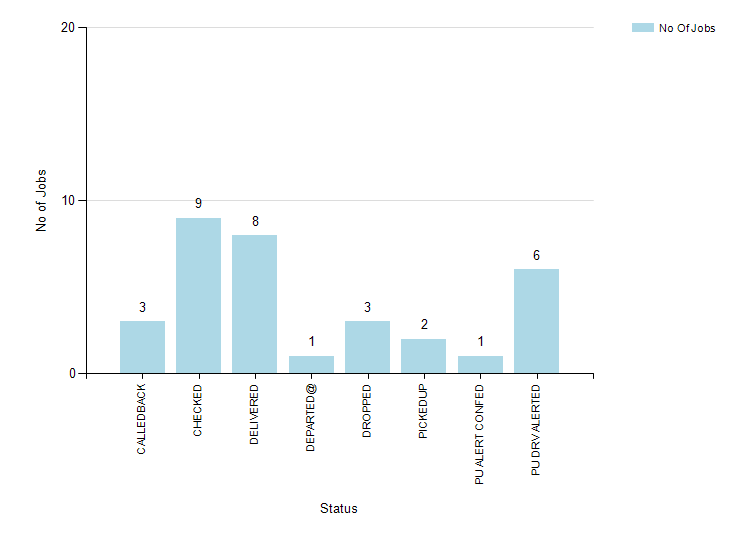 20
No Of Jobs
No of Jobs
10
9
8
6
3
3
2
1
1
0
CALLEDBACK
CHECKED
DELIVERED
DEPARTED@
DROPPED
PICKEDUP
PU ALERT CONFED
PU DRV ALERTED
Status